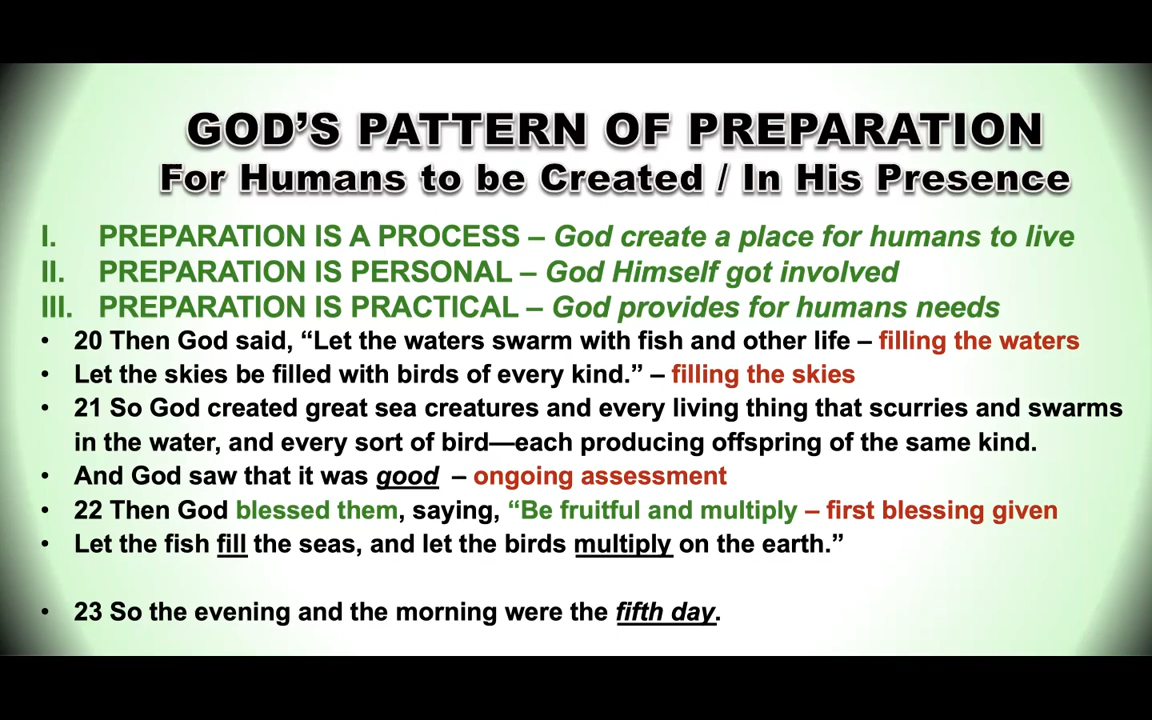 GOD'S PATTERN OF PREPARATION
For Humans to be Created / In His Presence
I. PREPARATION IS A PROCESS – God create a place for humans to live
II. PREPARATION IS PERSONAL – God Himself got involved
III. PREPARATION IS PRACTICAL – God provides for humans needs
• 20 Then God said, “Let the waters swarm with fish and other life – filling the waters
• Let the skies be filled with birds of every kind.” – filling the skies
• 21 So God created great sea creatures and every living thing that scurries and swarms
in the water, and every sort of bird—each producing offspring of the same kind.
• And God saw that it was good – ongoing assessment
• 22 Then God blessed them, saying, “Be fruitful and multiply – first blessing given
• Let the fish fill the seas, and let the birds multiply on the earth.”
• 23 So the evening and the morning were the fifth day.